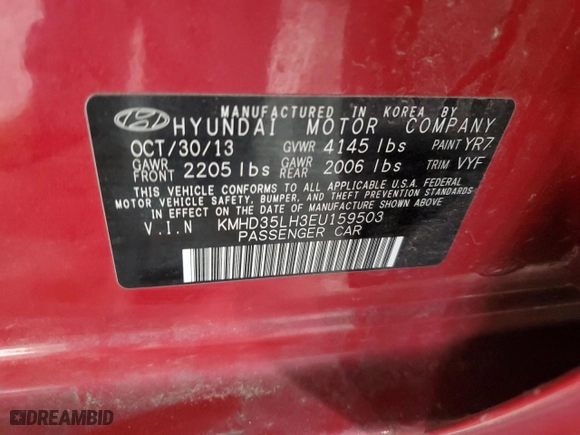 MANUFACTURED IN KOREA BY
HYUNDAI MOTOR COMPANY
OCT/30/13 GVWR 4145 lbs PAINT YR7
GAWR FRONT 2205 lbs GAWR REAR 2006 lbs TRIM VYF
THIS VEHICLE CONFORMS TO ALL APPLICABLE U.S.A. FEDERAL
MOTOR VEHICLE SAFETY, BUMPER, AND THEFT PREVENTION STANDARDS
IN EFFECT ON THE DATE OF MANUFACTURE SHOWN ABOVE.
V.I.N KMHD35LH3EU159503
PASSENGER CAR
DREAMBID